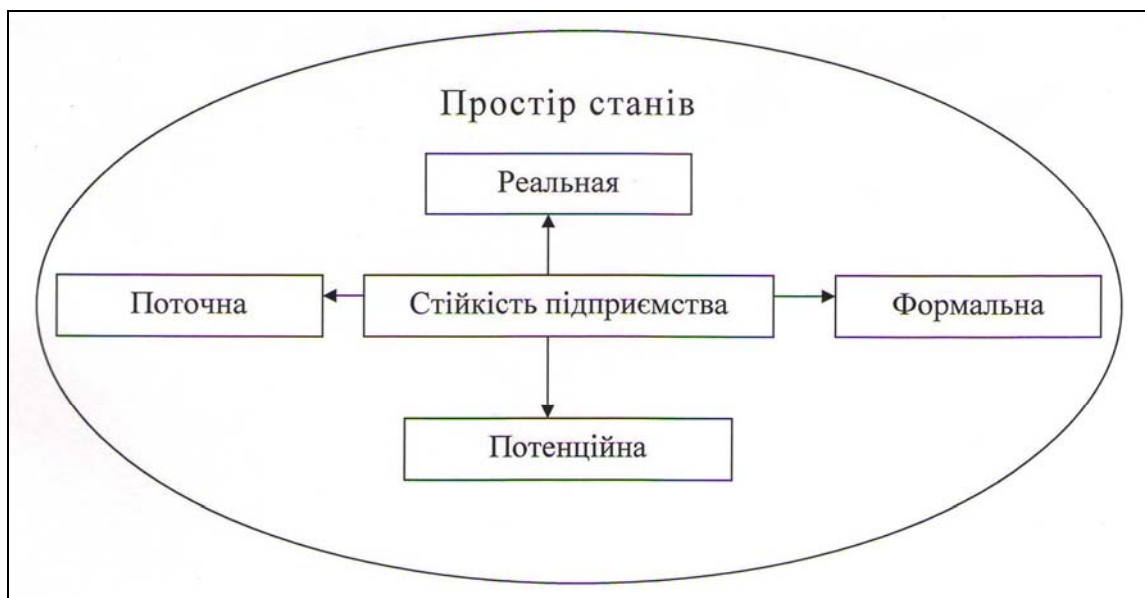 Простір станів
Реальная
Поточна
Стійкість підприємства
Формальна
Потенційна